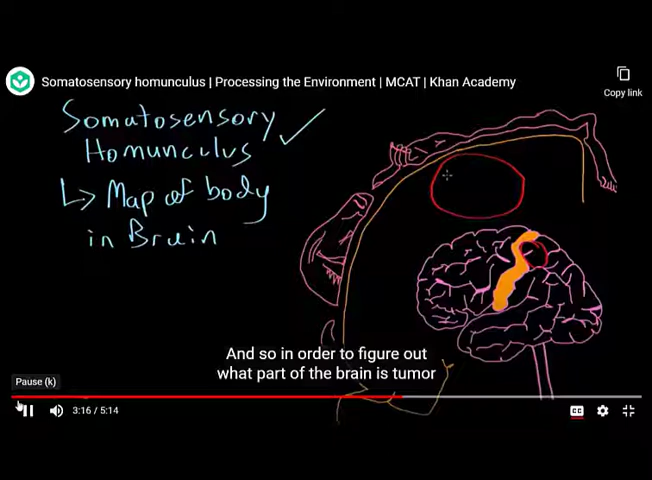 Somatosensory homunculus | Processing the Environment | MCAT | Khan Academy
Copy link
Somatosensory
Homunculus
↳ Map of body
in Brain
And so in order to figure out
what part of the brain is tumor
Pause (k)
3:16 / 5:14
CC